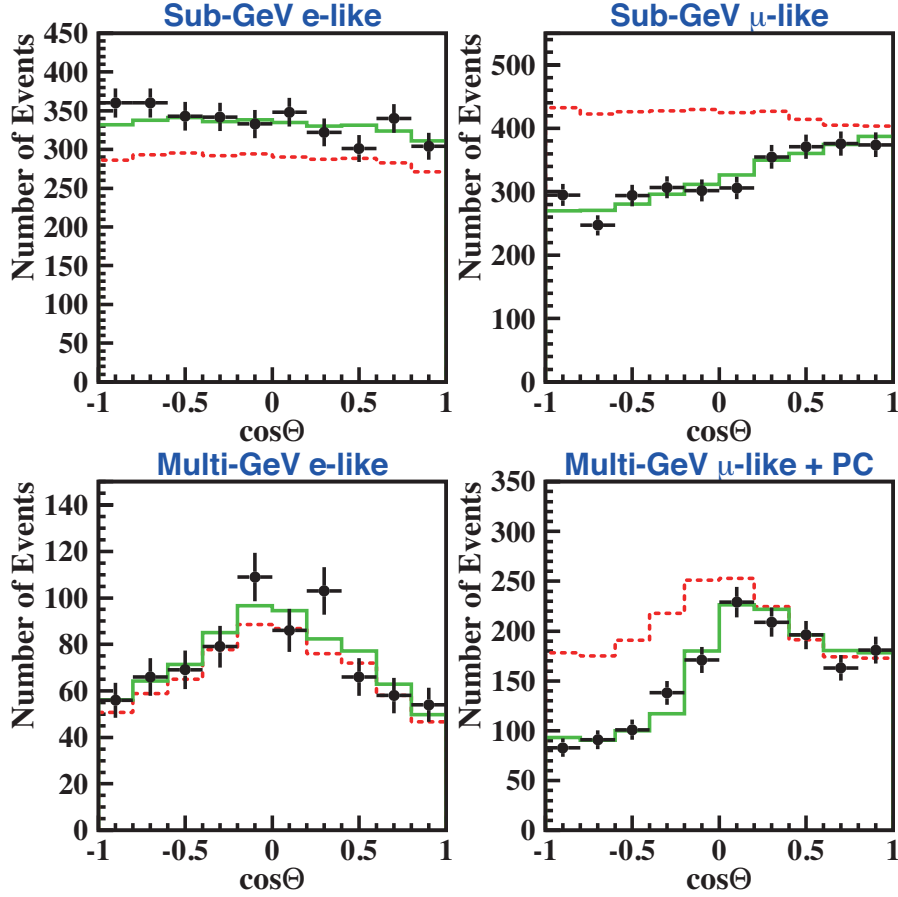 Sub-GeV e-like
Number of Events
450
400
350
300
250
200
150
100
50
0
-1 -0.5 0 0.5 1
cosΘ
Sub-GeV μ-like
Number of Events
500
400
300
200
100
0
-1 -0.5 0 0.5 1
cosΘ
Multi-GeV e-like
Number of Events
140
120
100
80
60
40
20
0
-1 -0.5 0 0.5 1
cosΘ
Multi-GeV μ-like + PC
Number of Events
350
300
250
200
150
100
50
0
-1 -0.5 0 0.5 1
cosΘ